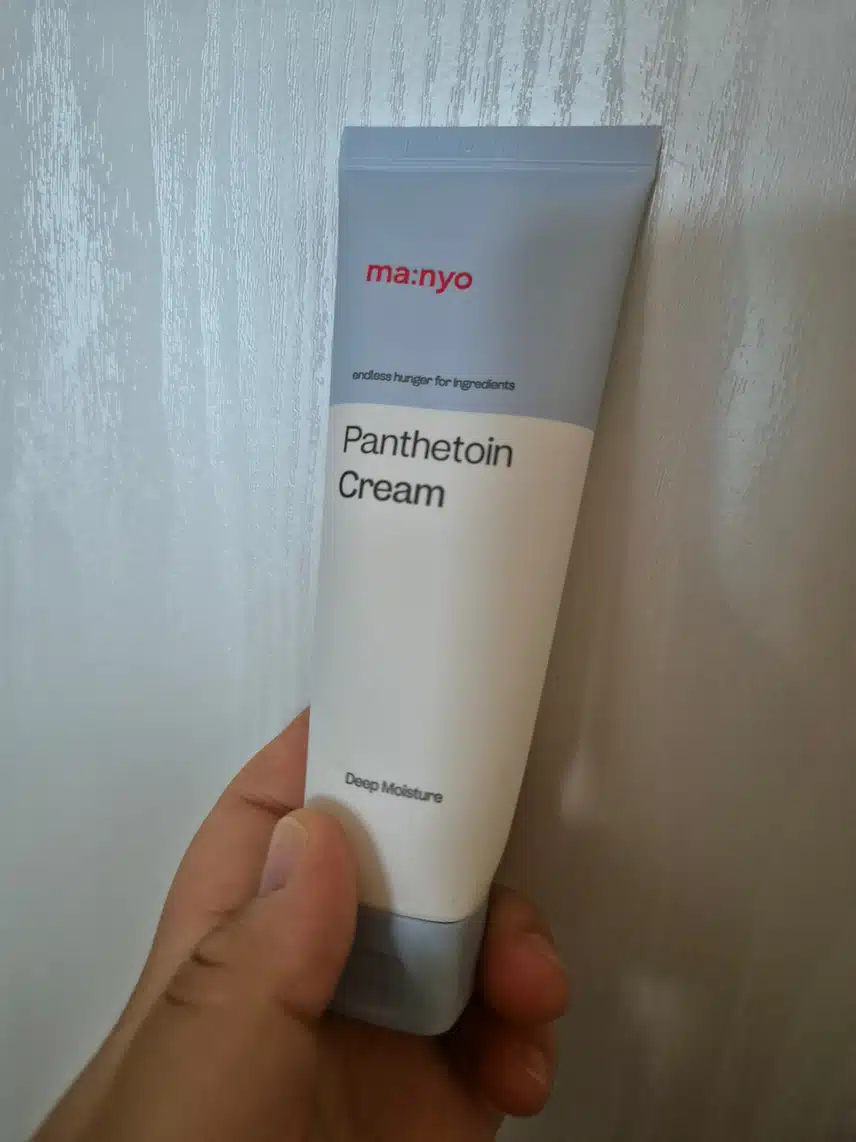 ma:nyo
endless hunger for ingredients
Panthetoin
Cream
Deep Moisture